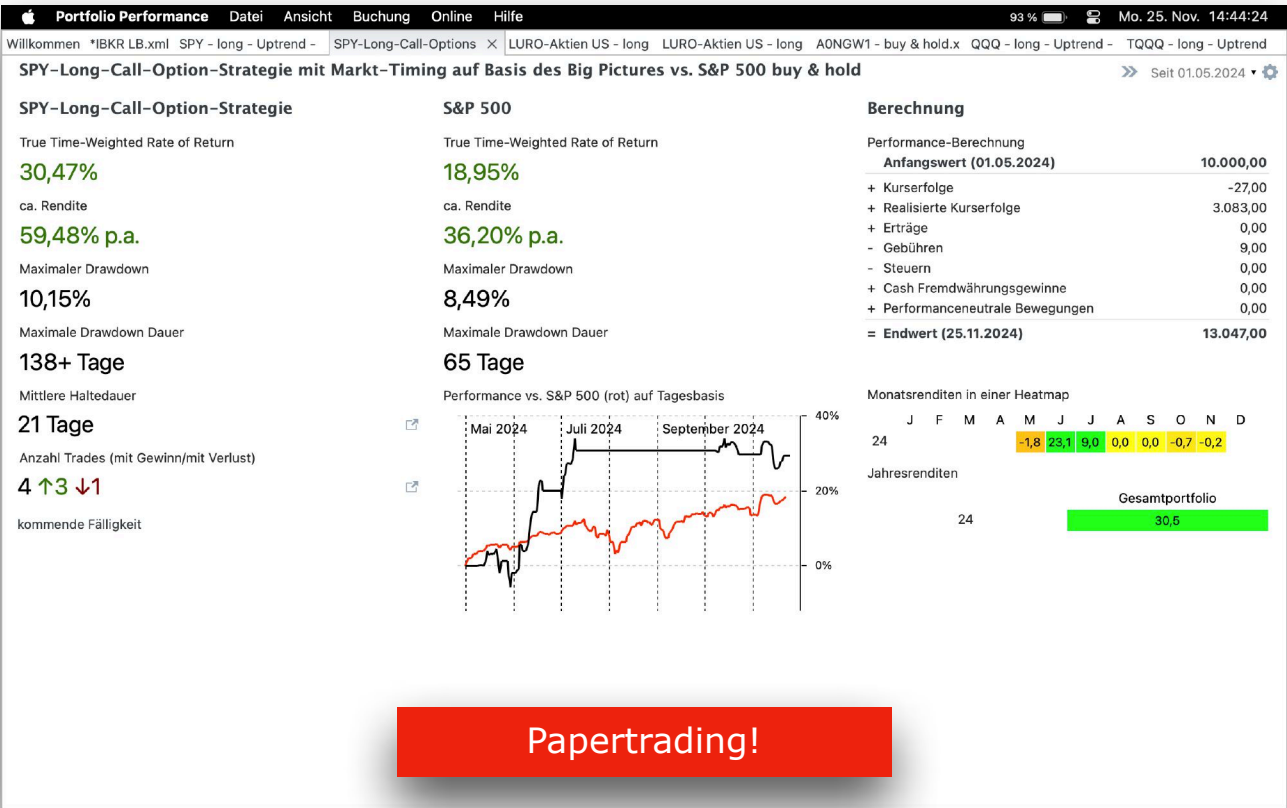 Portfolio Performance Datei Ansicht Buchung Online Hilfe 93 % Mo. 25. Nov. 14:44:24
Willkommen *IBKR LB.xml SPY - long - Uptrend - SPY-Long-Call-Options × LURO-Aktien US - long LURO-Aktien US - long A0NGW1 - buy & hold.x QQQ - long - Uptrend - TQQQ - long - Uptrend
SPY-Long-Call-Option-Strategie mit Markt-Timing auf Basis des Big Pictures vs. S&P 500 buy & hold
Seit 01.05.2024
SPY-Long-Call-Option-Strategie
True Time-Weighted Rate of Return
30,47%
ca. Rendite
59,48% p.a.
Maximaler Drawdown
10,15%
Maximale Drawdown Dauer
138+ Tage
Mittlere Haltedauer
21 Tage
Anzahl Trades (mit Gewinn/mit Verlust)
4 ↑3 ↓1
kommende Fälligkeit
S&P 500
True Time-Weighted Rate of Return
18,95%
ca. Rendite
36,20% p.a.
Maximaler Drawdown
8,49%
Maximale Drawdown Dauer
65 Tage
Performance vs. S&P 500 (rot) auf Tagesbasis
Mai 2024 Juli 2024 September 2024
40%
20%
0%
Berechnung
Performance-Berechnung
Anfangswert (01.05.2024) 10.000,00
+ Kurserfolge -27,00
+ Realisierte Kurserfolge 3.083,00
+ Erträge 0,00
- Gebühren 9,00
- Steuern 0,00
+ Cash Fremdwährungsgewinne 0,00
+ Performanceneutrale Bewegungen 0,00
= Endwert (25.11.2024) 13.047,00
Monatsrenditen in einer Heatmap
J F M A M J J A S O N D
24 -1,8 23,1 9,0 0,0 0,0 -0,7 -0,2
Jahresrenditen
Gesamtportfolio
24 30,5
Papertrading!